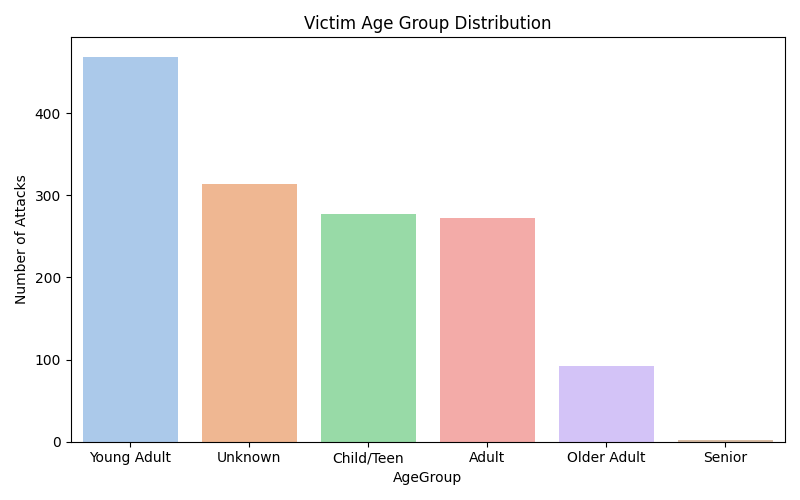 Victim Age Group Distribution
Number of Attacks
400
300
200
100
0
Young Adult Unknown Child/Teen Adult Older Adult Senior
AgeGroup